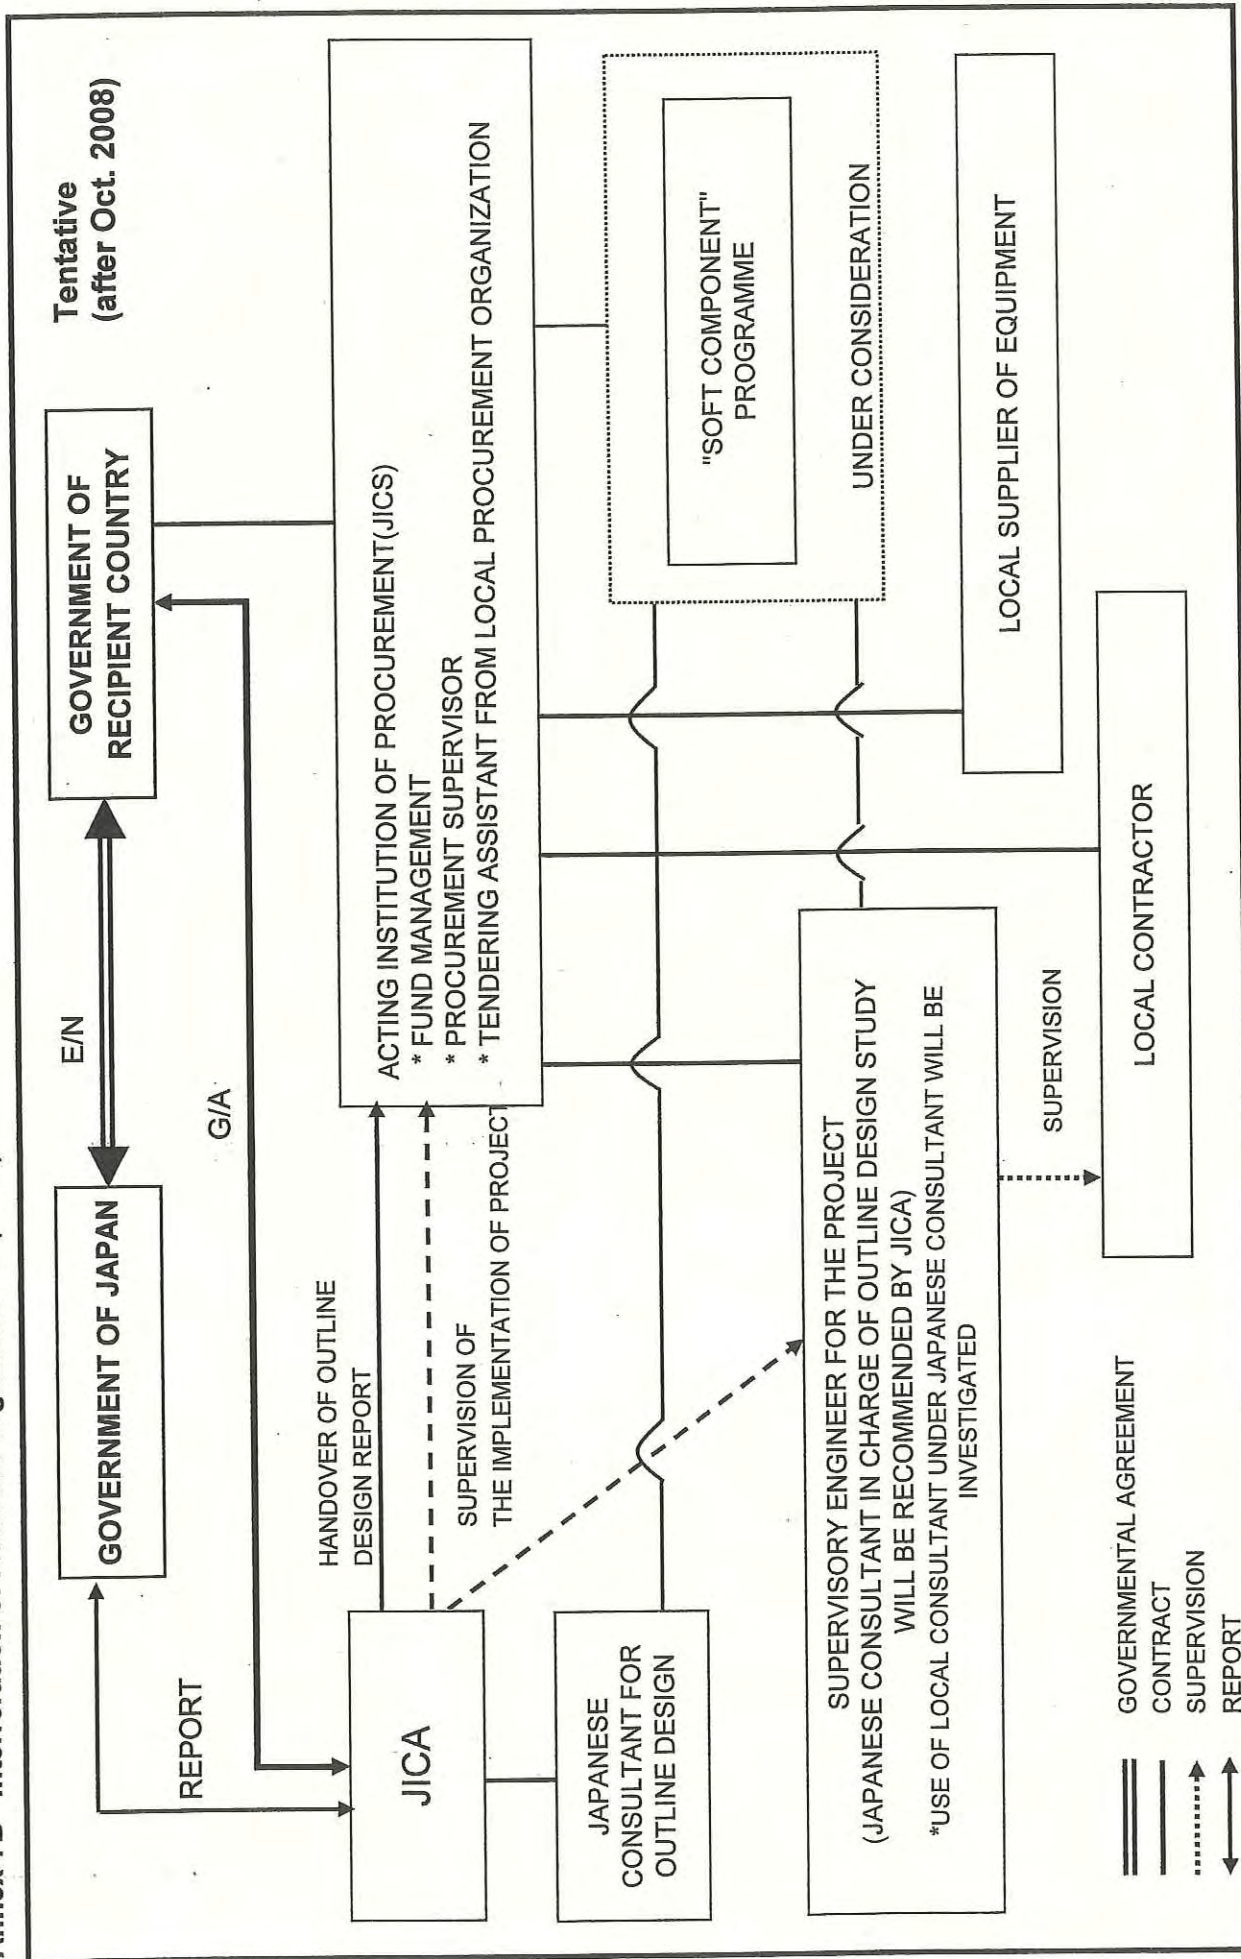 Tentative
(after Oct. 2008)
GOVERNMENT OF JAPAN
E/N
GOVERNMENT OF
RECIPIENT COUNTRY
REPORT
G/A
JICA
HANDOVER OF OUTLINE
DESIGN REPORT
SUPERVISION OF
THE IMPLEMENTATION OF PROJECT
ACTING INSTITUTION OF PROCUREMENT(JICS)
* FUND MANAGEMENT
* PROCUREMENT SUPERVISOR
* TENDERING ASSISTANT FROM LOCAL PROCUREMENT ORGANIZATION
JAPANESE
CONSULTANT FOR
OUTLINE DESIGN
"SOFT COMPONENT"
PROGRAMME
UNDER CONSIDERATION
SUPERVISORY ENGINEER FOR THE PROJECT
(JAPANESE CONSULTANT IN CHARGE OF OUTLINE DESIGN STUDY
WILL BE RECOMMENDED BY JICA)
*USE OF LOCAL CONSULTANT UNDER JAPANESE CONSULTANT WILL BE
INVESTIGATED
LOCAL SUPPLIER OF EQUIPMENT
SUPERVISION
LOCAL CONTRACTOR
GOVERNMENTAL AGREEMENT
CONTRACT
SUPERVISION
REPORT